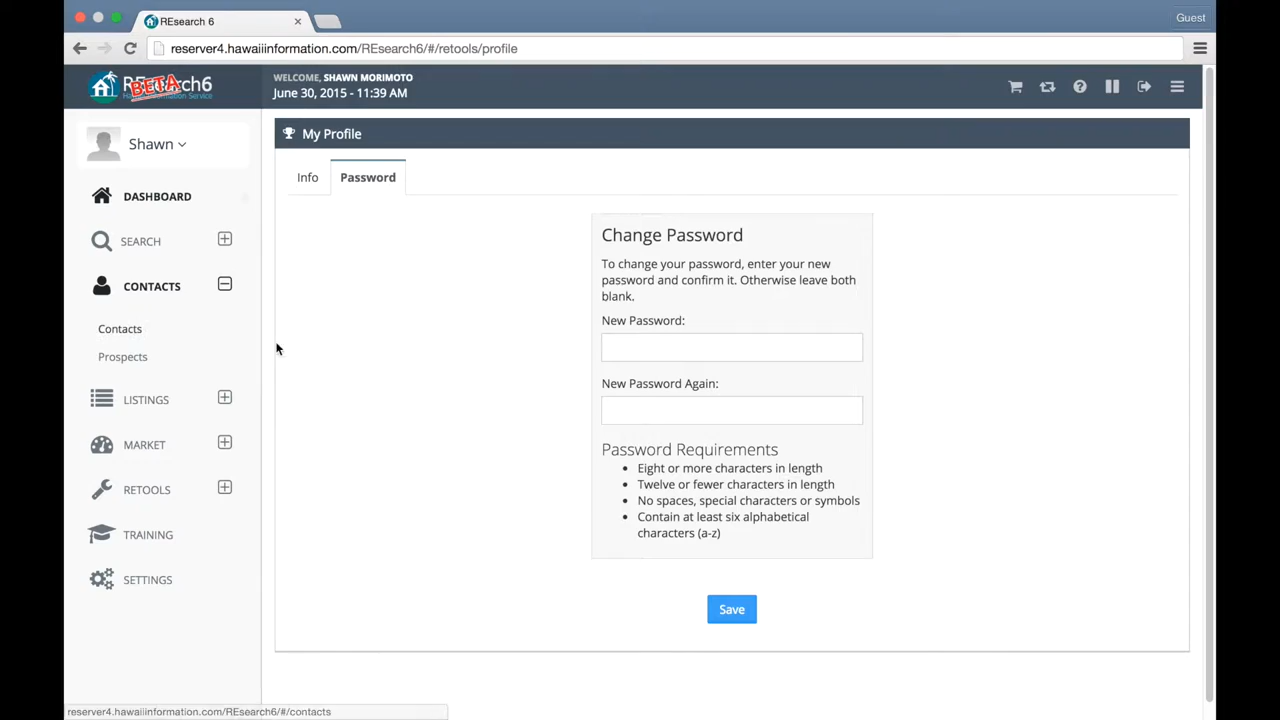 REsearch 6
Guest
reserver4.hawaiiinformation.com/REsearch6/#/retools/profile
REsearch6
BETA
Hawaii Information Service
WELCOME, SHAWN MORIMOTO
June 30, 2015 - 11:39 AM
Shawn
DASHBOARD
SEARCH
CONTACTS
Contacts
Prospects
LISTINGS
MARKET
RETOOLS
TRAINING
SETTINGS
My Profile
Info
Password
Change Password
To change your password, enter your new
password and confirm it. Otherwise leave both
blank.
New Password:
New Password Again:
Password Requirements
• Eight or more characters in length
• Twelve or fewer characters in length
• No spaces, special characters or symbols
• Contain at least six alphabetical
characters (a-z)
Save
reserver4.hawaiiinformation.com/REsearch6/#/contacts